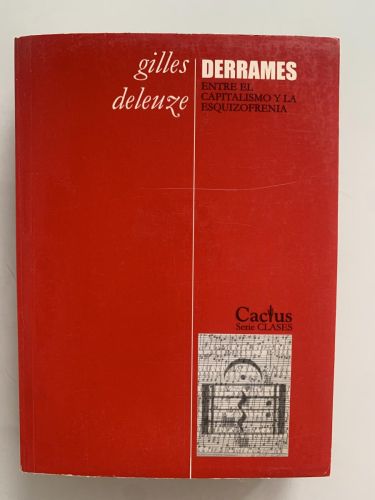 gilles
deleuze
DERRAMES
ENTRE EL
CAPITALISMO Y LA
ESQUIZOFRENIA
Cactus
Serie CLASES